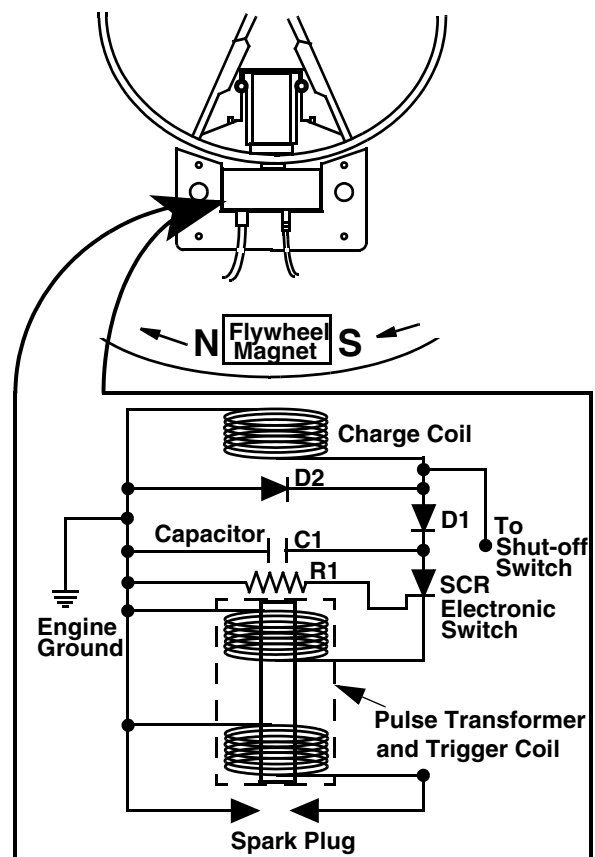 N
Flywheel
Magnet
S
Charge Coil
D2
D1
To
Shut-off
Switch
Capacitor
C1
R1
SCR
Electronic
Switch
Engine
Ground
Pulse Transformer
and Trigger Coil
Spark Plug